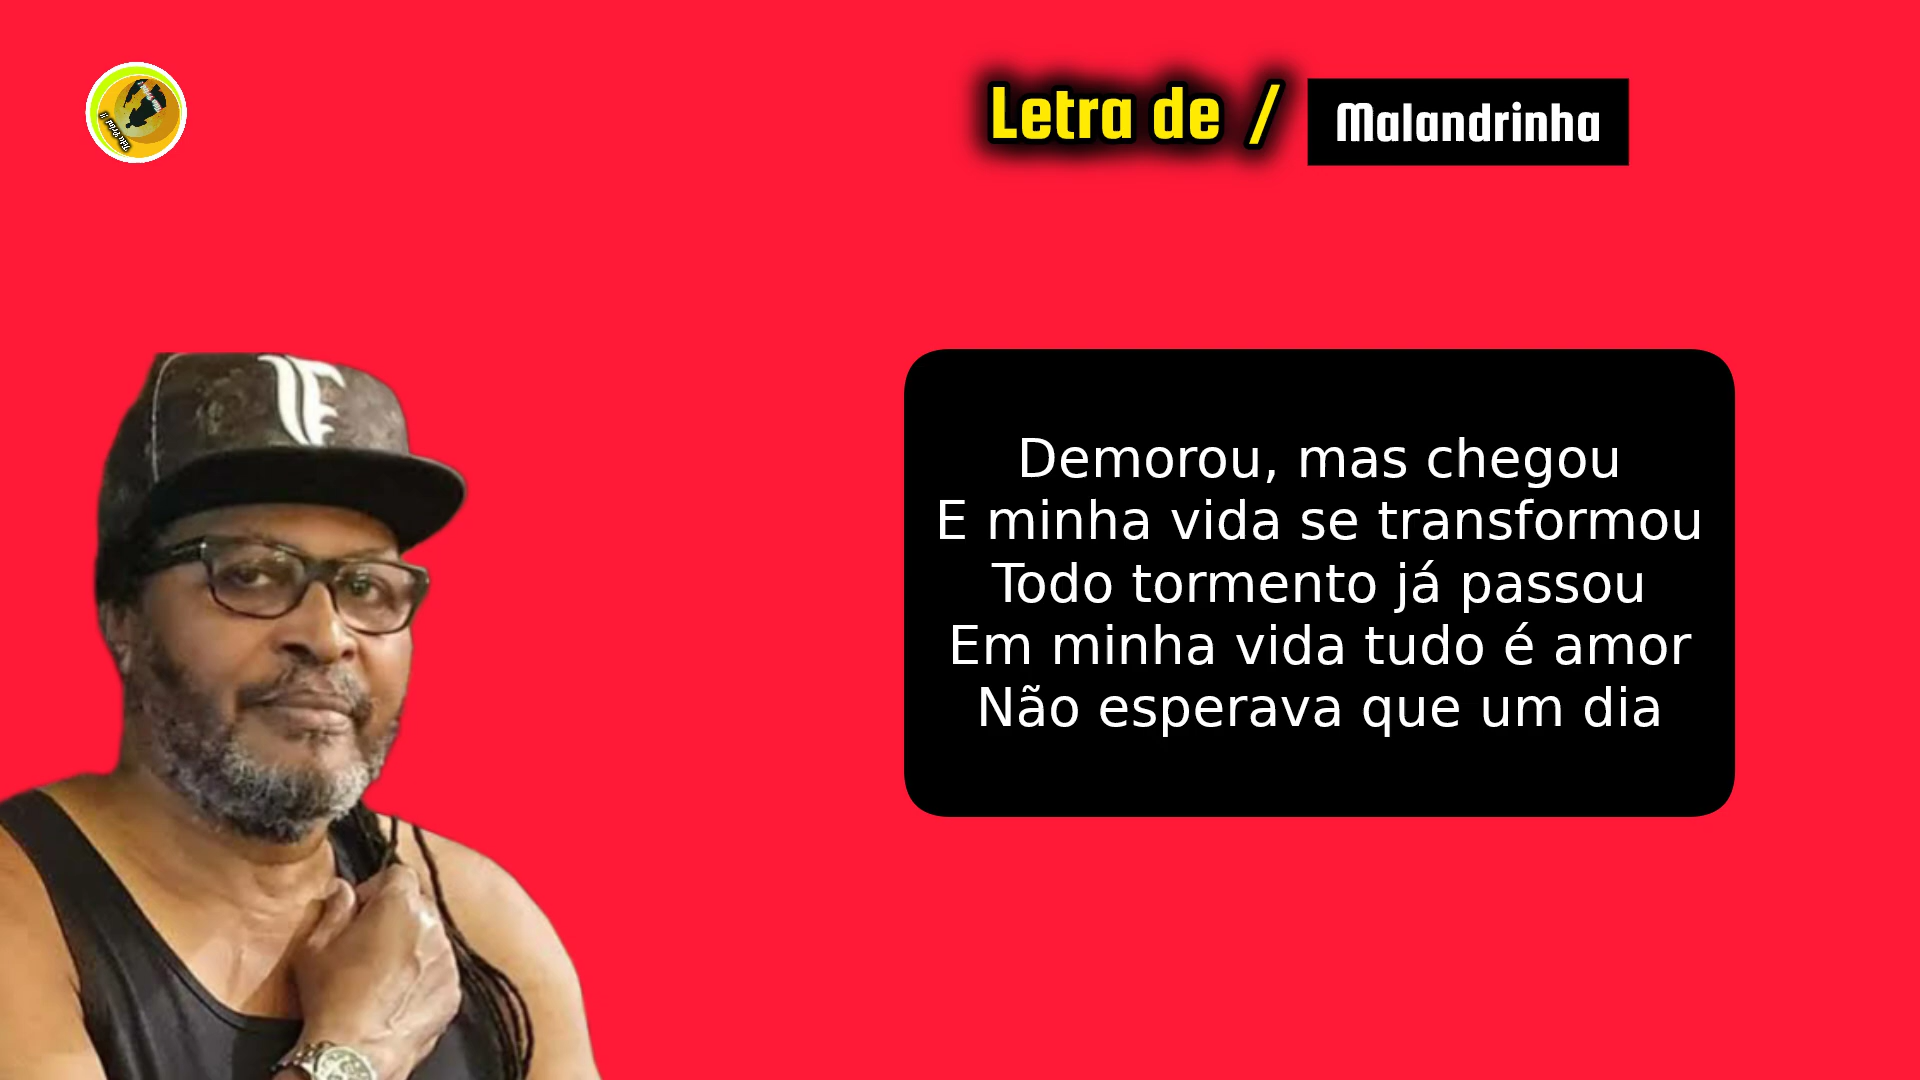 Letra de / Malandrinha
Demorou, mas chegou
E minha vida se transformou
Todo tormento já passou
Em minha vida tudo é amor
Não esperava que um dia